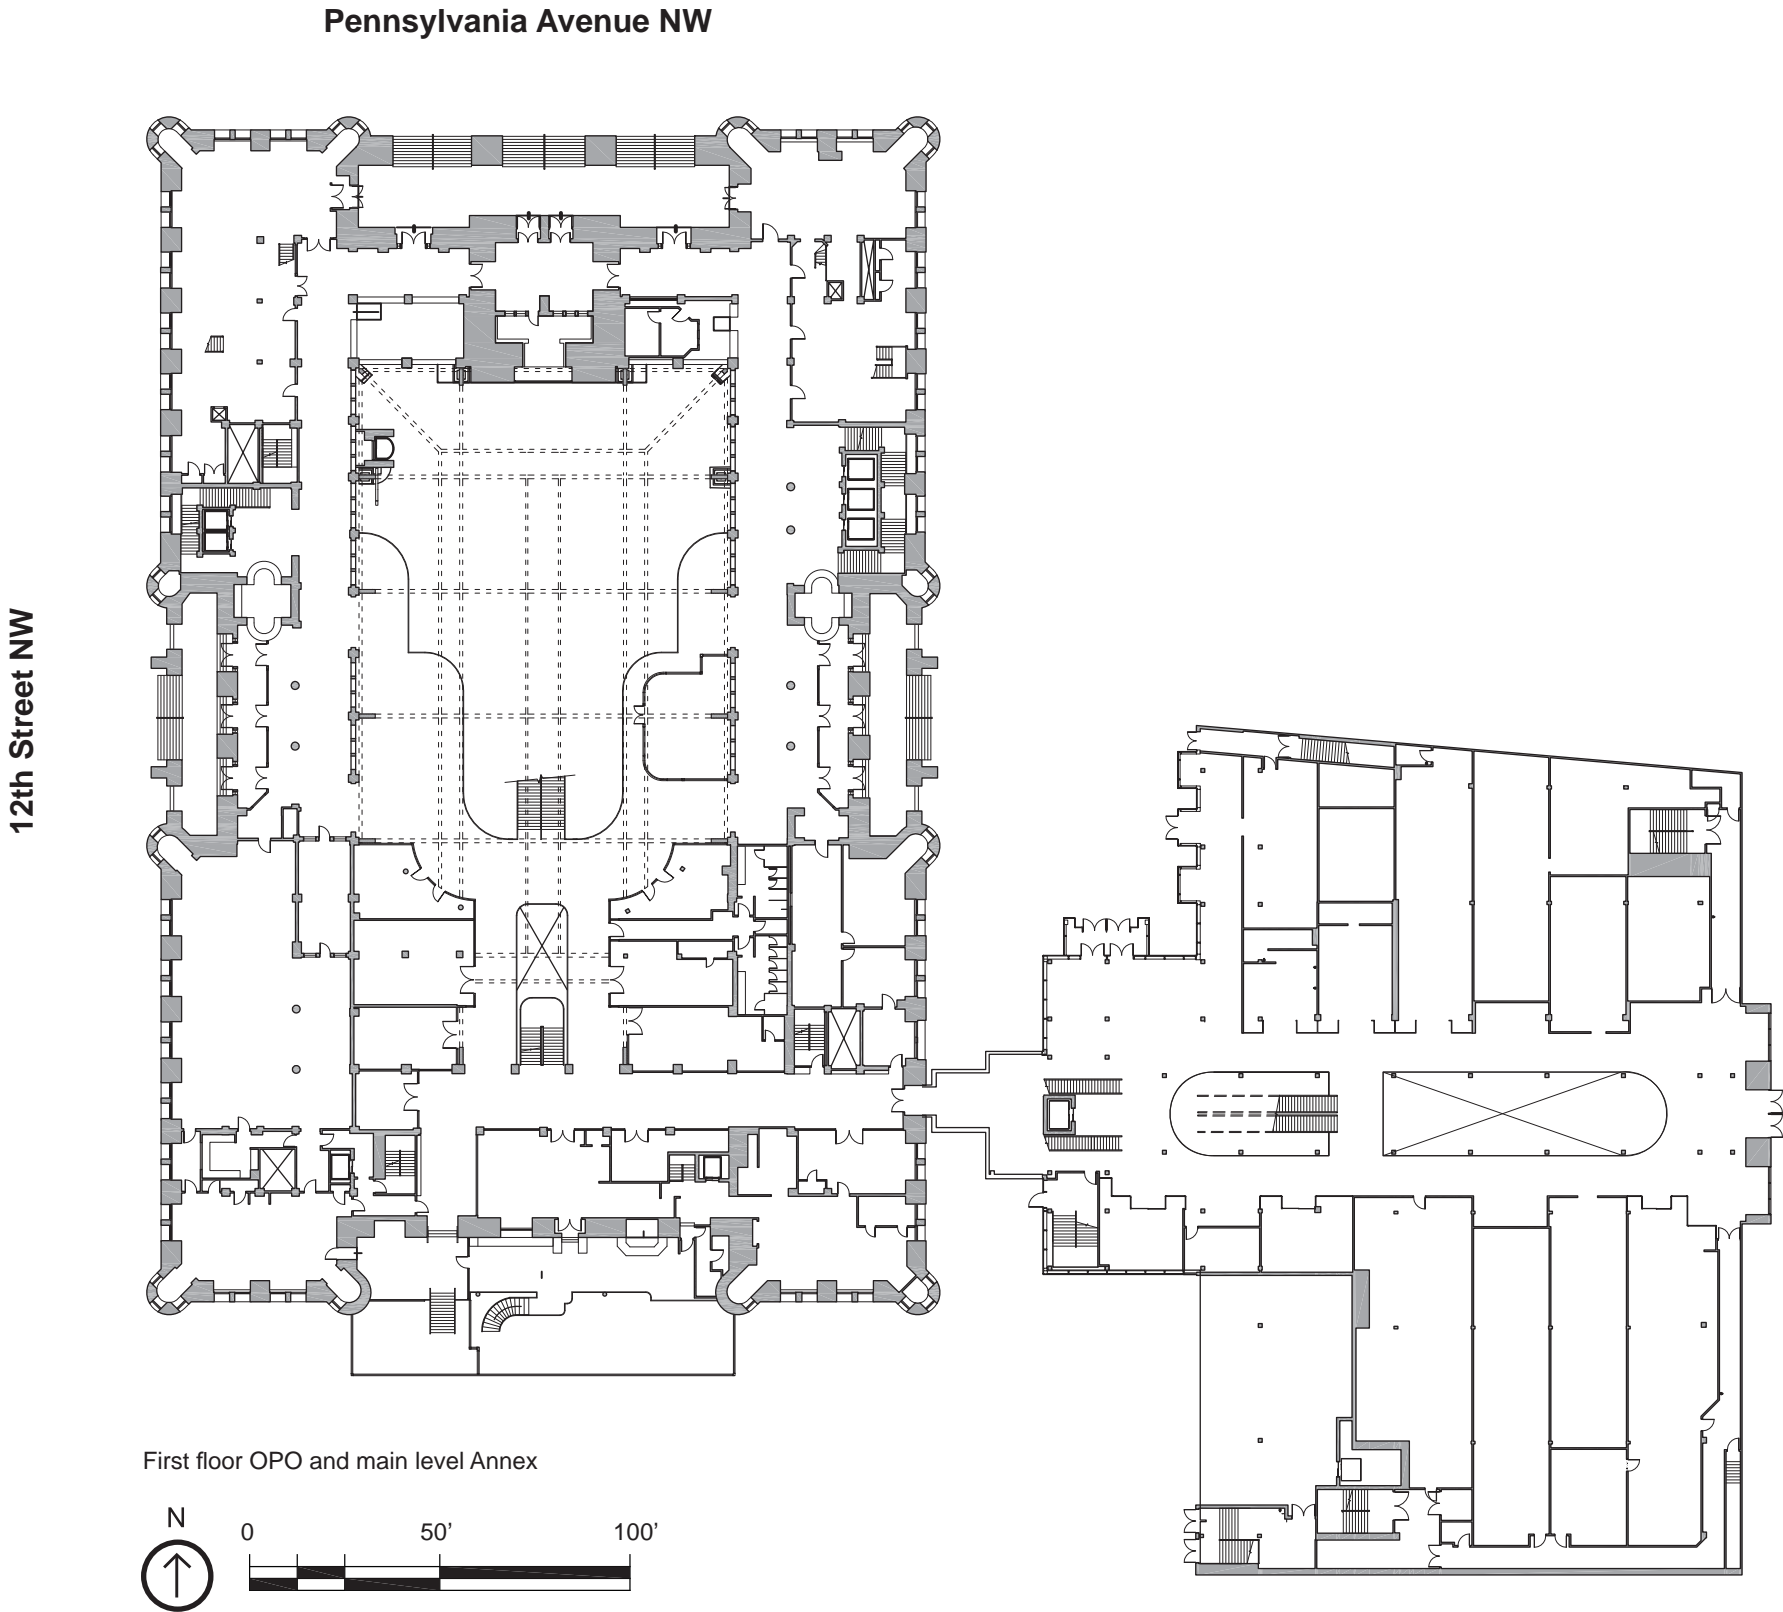 Pennsylvania Avenue NW
12th Street NW
First floor OPO and main level Annex
N
0 50’ 100’